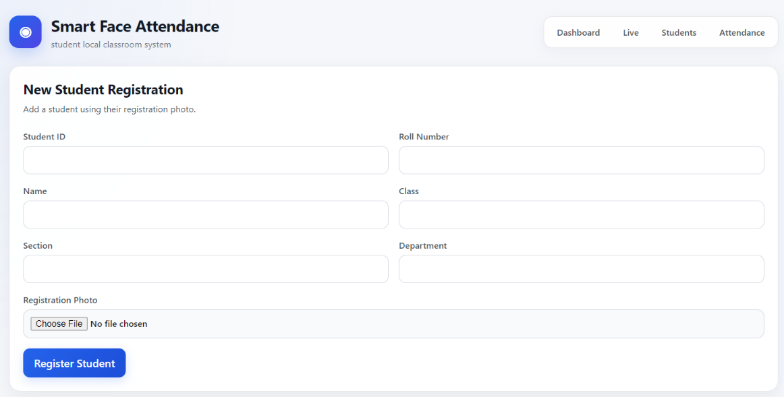 Smart Face Attendance
student local classroom system
Dashboard Live Students Attendance
New Student Registration
Add a student using their registration photo.
Student ID Roll Number
Name Class
Section Department
Registration Photo
Choose File No file chosen
Register Student